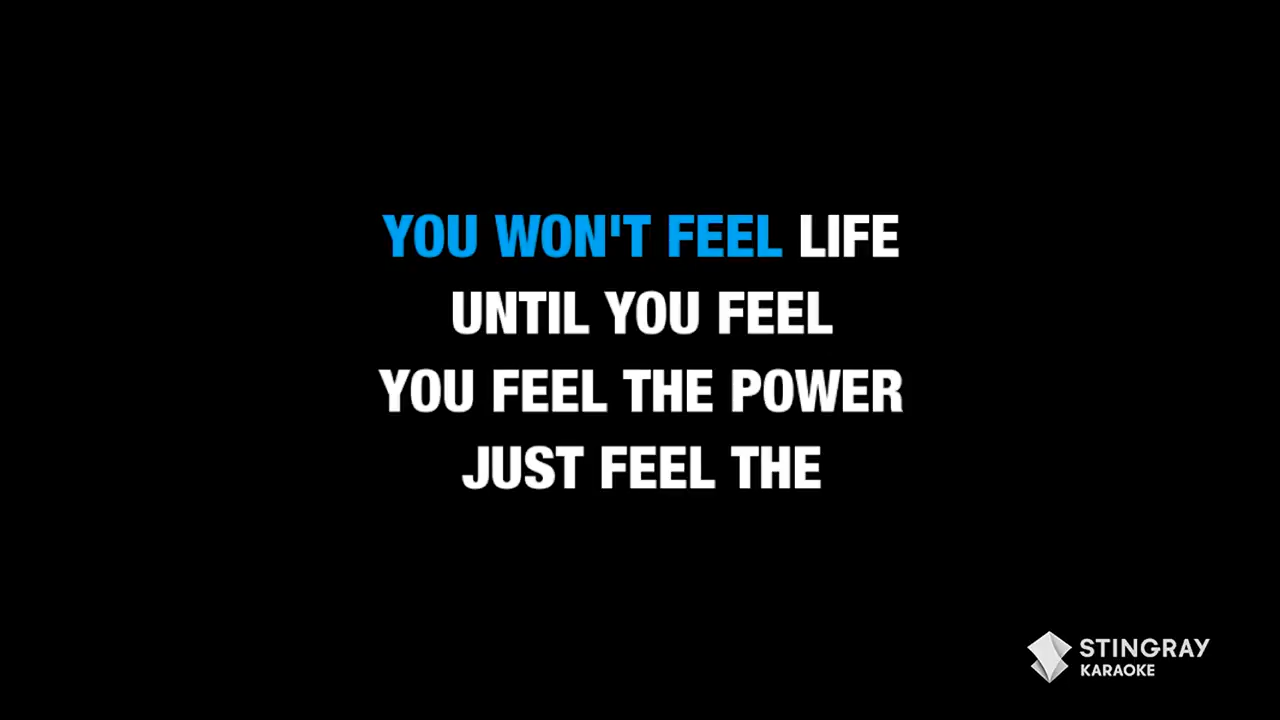 YOU WON'T FEEL LIFE
UNTIL YOU FEEL
YOU FEEL THE POWER
JUST FEEL THE
STINGRAY
KARAOKE